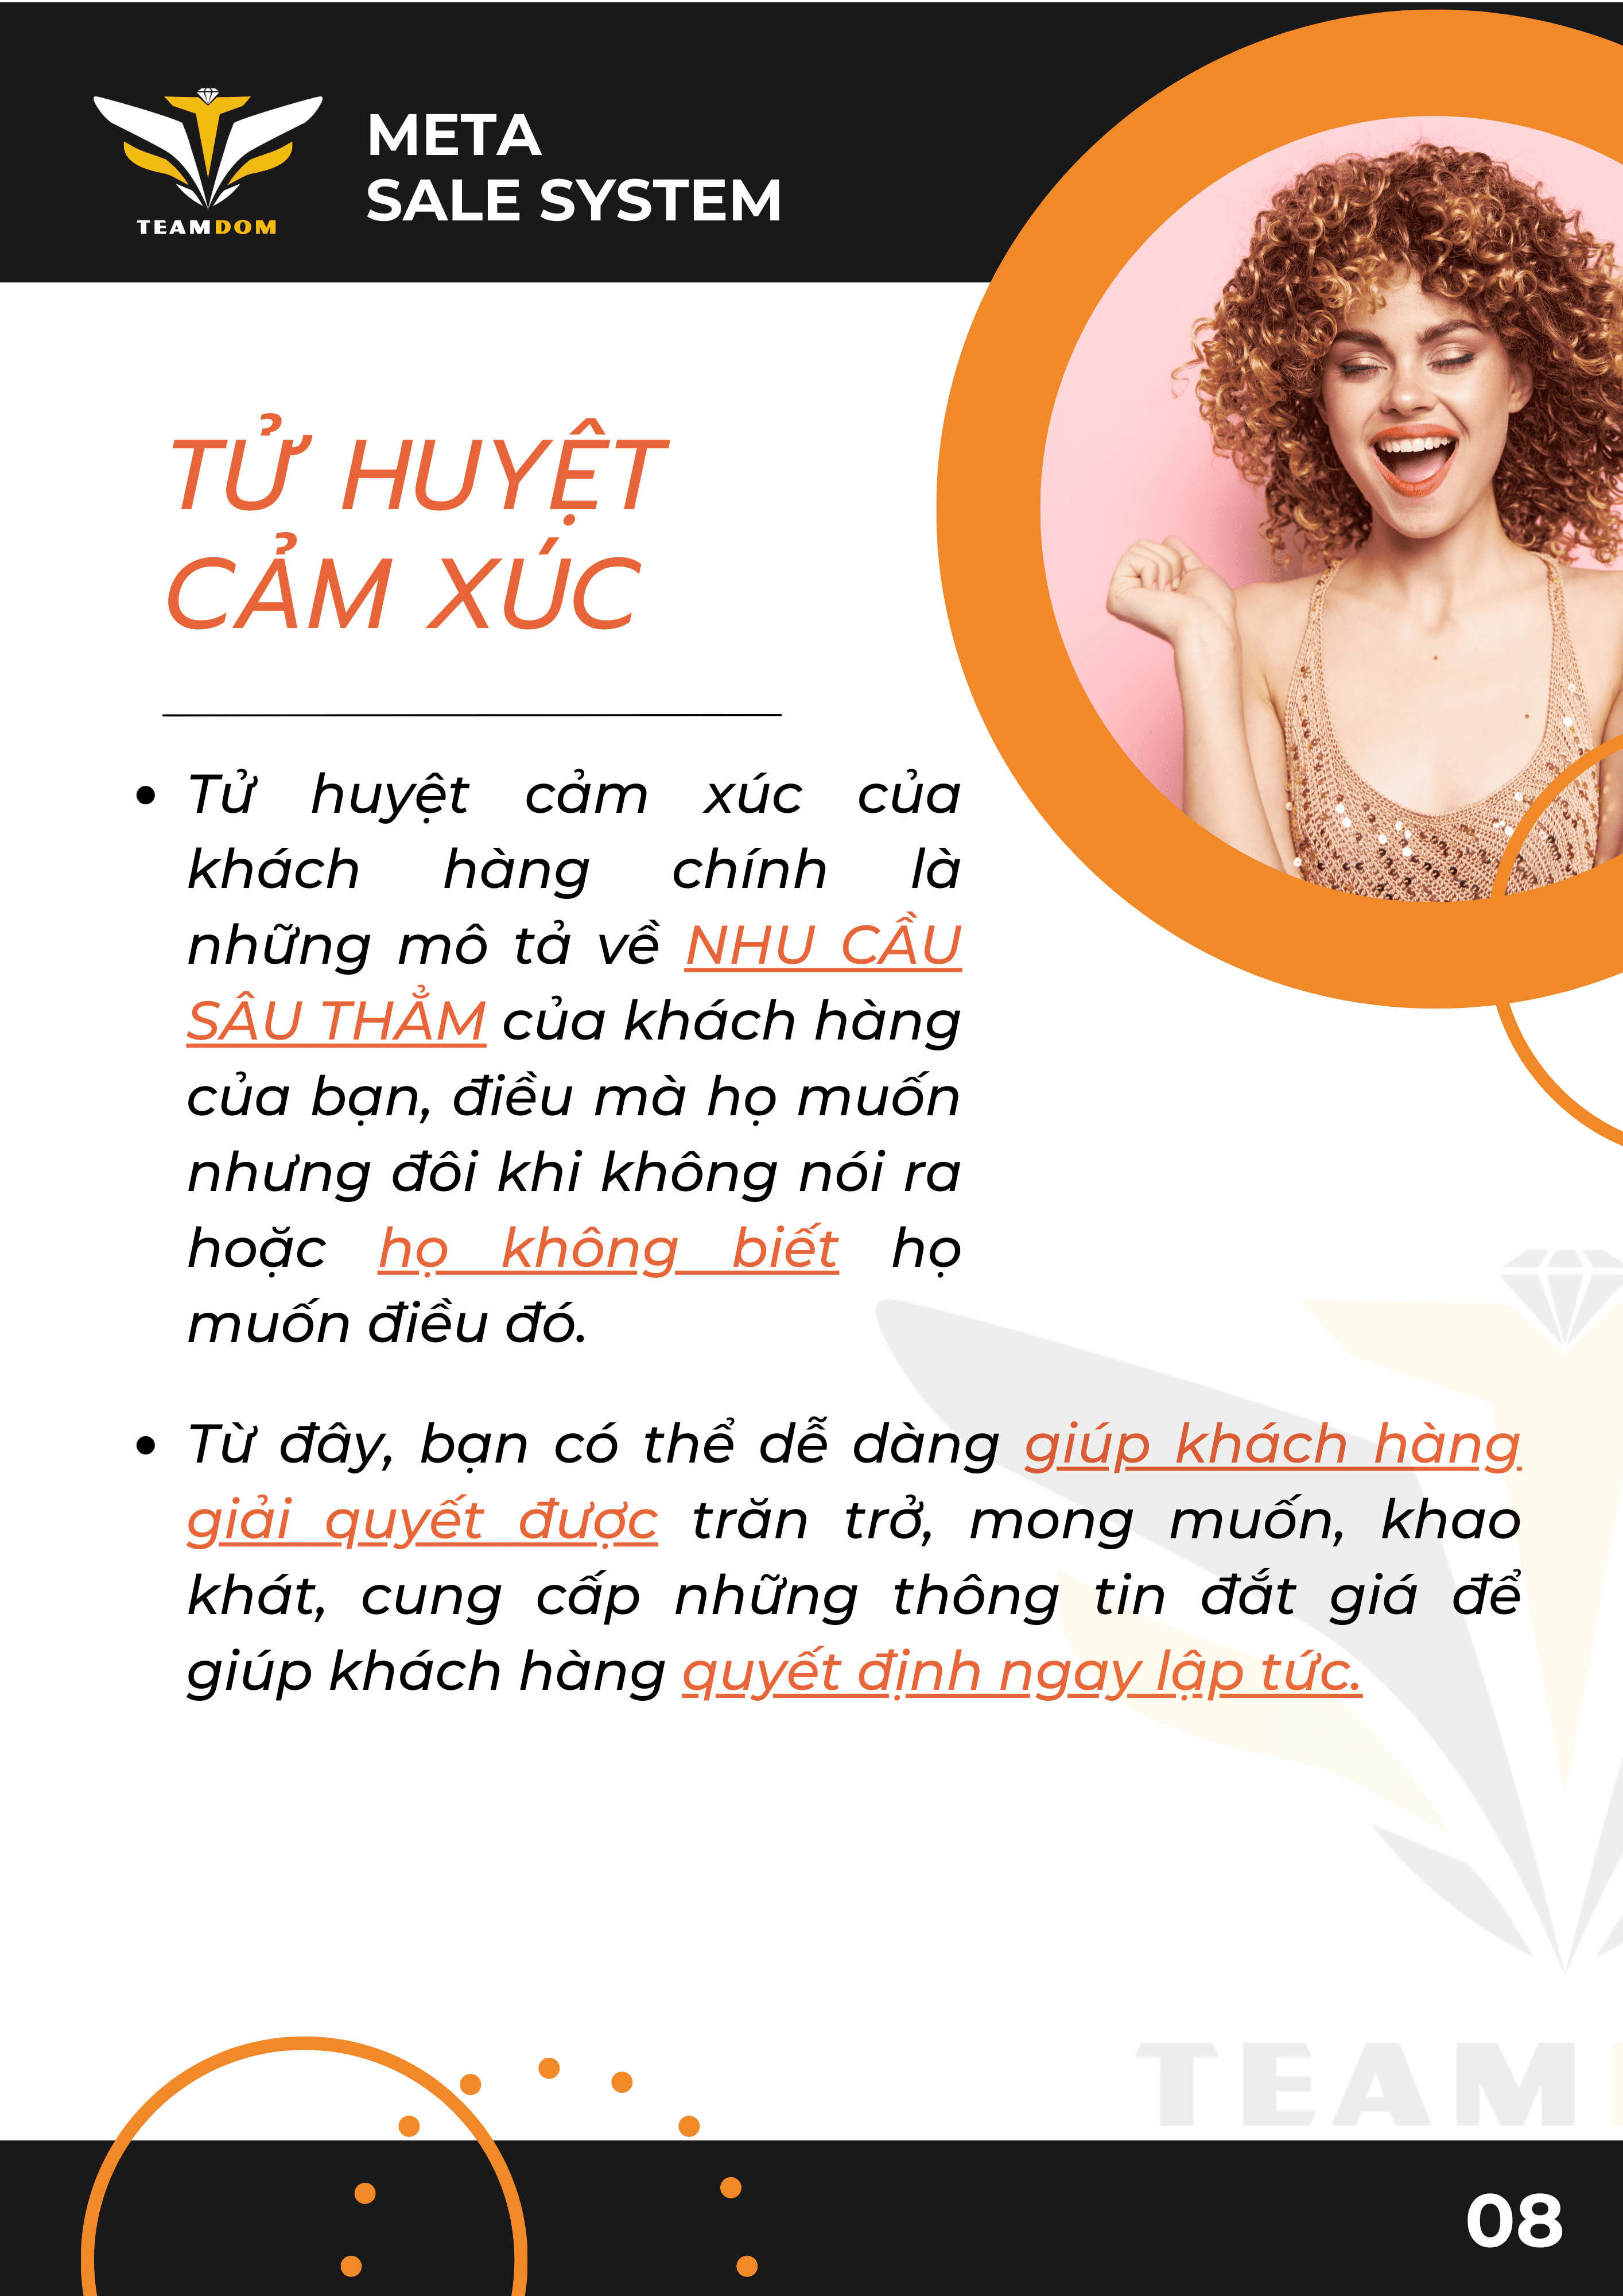 TEAMDOM
META
SALE SYSTEM
TỬ HUYỆT
CẢM XÚC
• Tử huyệt cảm xúc của
khách hàng chính là
những mô tả về NHU CẦU
SÂU THẲM của khách hàng
của bạn, điều mà họ muốn
nhưng đôi khi không nói ra
hoặc họ không biết họ
muốn điều đó.
• Từ đây, bạn có thể dễ dàng giúp khách hàng
giải quyết được trăn trở, mong muốn, khao
khát, cung cấp những thông tin đắt giá để
giúp khách hàng quyết định ngay lập tức.
TEAM
08